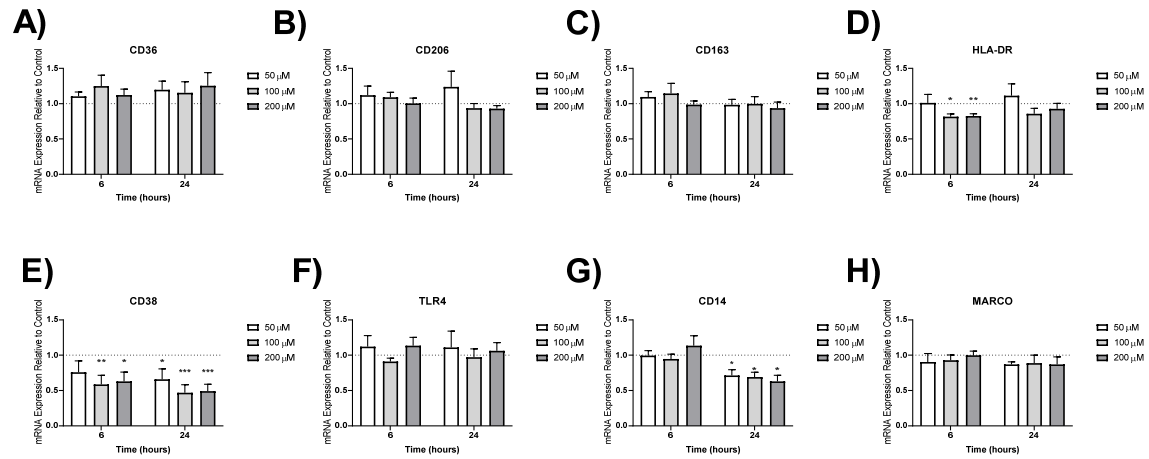 A)
CD36
mRNA Expression Relative to Control
1.5
1.0
0.5
0.0
6
24
Time (hours)
50 μM
100 μM
200 μM
B)
CD206
mRNA Expression Relative to Control
1.5
1.0
0.5
0.0
6
24
Time (hours)
50 μM
100 μM
200 μM
C)
CD163
mRNA Expression Relative to Control
1.5
1.0
0.5
0.0
6
24
Time (hours)
50 μM
100 μM
200 μM
D)
HLA-DR
mRNA Expression Relative to Control
1.5
1.0
0.5
0.0
* **
6
24
Time (hours)
50 μM
100 μM
200 μM
E)
CD38
mRNA Expression Relative to Control
1.5
1.0
0.5
0.0
** * * *** ***
6
24
Time (hours)
50 μM
100 μM
200 μM
F)
TLR4
mRNA Expression Relative to Control
1.5
1.0
0.5
0.0
6
24
Time (hours)
50 μM
100 μM
200 μM
G)
CD14
mRNA Expression Relative to Control
1.5
1.0
0.5
0.0
* * *
6
24
Time (hours)
50 μM
100 μM
200 μM
H)
MARCO
mRNA Expression Relative to Control
1.5
1.0
0.5
0.0
6
24
Time (hours)
50 μM
100 μM
200 μM